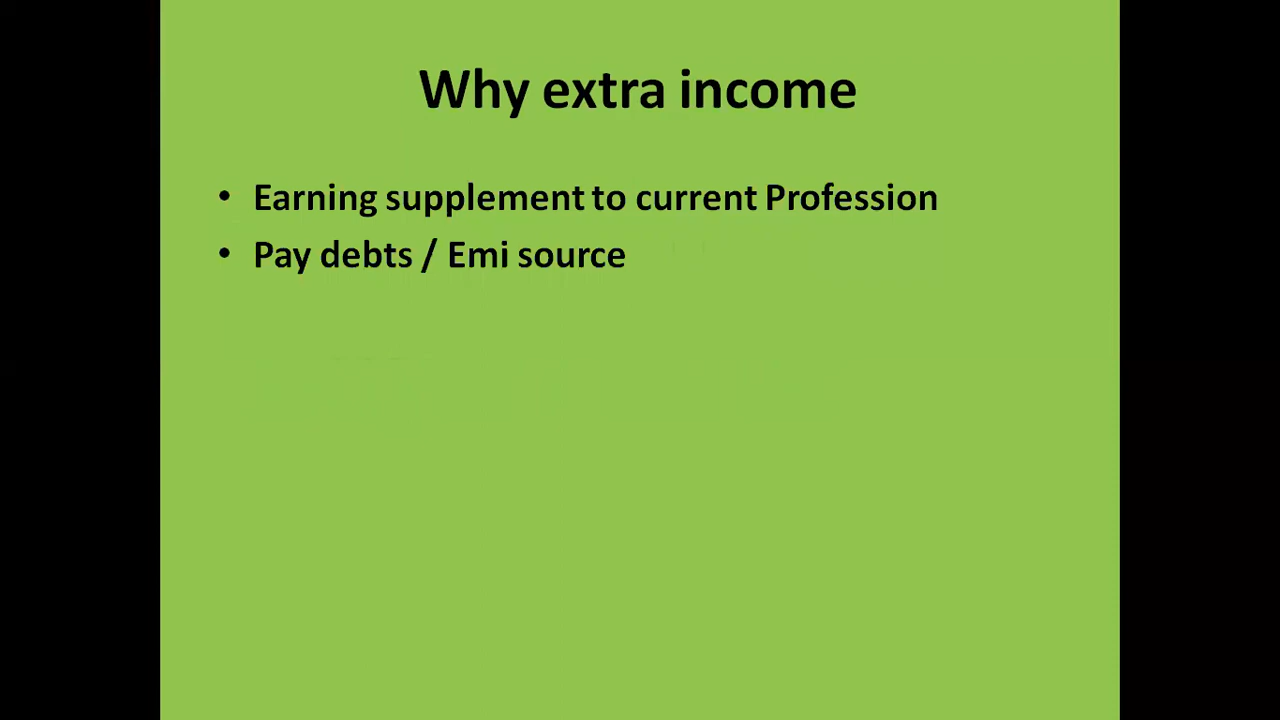 Why extra income
• Earning supplement to current Profession
• Pay debts / Emi source